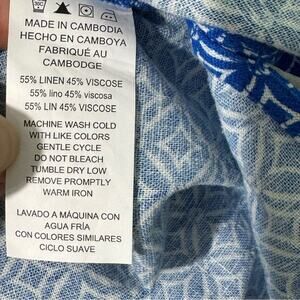 MADE IN CAMBODIA
HECHO EN CAMBOYA
FABRIQUÉ AU
CAMBODGE
55% LINEN 45% VISCOSE
55% lino 45% viscosa
55% LIN 45% VISCOSE
MACHINE WASH COLD
WITH LIKE COLORS
GENTLE CYCLE
DO NOT BLEACH
TUMBLE DRY LOW
REMOVE PROMPTLY
WARM IRON
LAVADO A MÁQUINA CON
AGUA FRÍA
CON COLORES SIMILARES
CICLO SUAVE